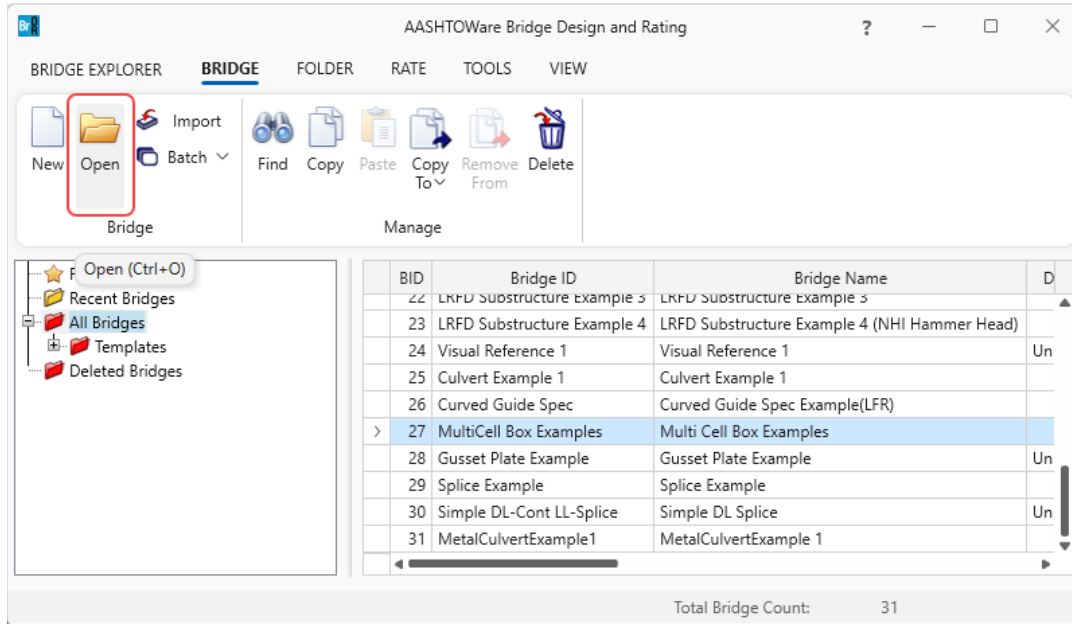 BrDR AASHTOWare Bridge Design and Rating ?
BRIDGE EXPLORER BRIDGE FOLDER RATE TOOLS VIEW
New Open Import Batch Find Copy Paste Copy To Remove From Delete
Bridge Manage
Open (Ctrl+O)
F
Recent Bridges
All Bridges
Templates
Deleted Bridges
BID Bridge ID Bridge Name D
22 LRFD Substructure Example 3 LRFD Substructure Example 3
23 LRFD Substructure Example 4 LRFD Substructure Example 4 (NHI Hammer Head)
24 Visual Reference 1 Visual Reference 1 Un
25 Culvert Example 1 Culvert Example 1
26 Curved Guide Spec Curved Guide Spec Example(LFR)
27 MultiCell Box Examples Multi Cell Box Examples
28 Gusset Plate Example Gusset Plate Example Un
29 Splice Example Splice Example
30 Simple DL-Cont LL-Splice Simple DL Splice Un
31 MetalCulvertExample1 MetalCulvertExample 1
Total Bridge Count: 31